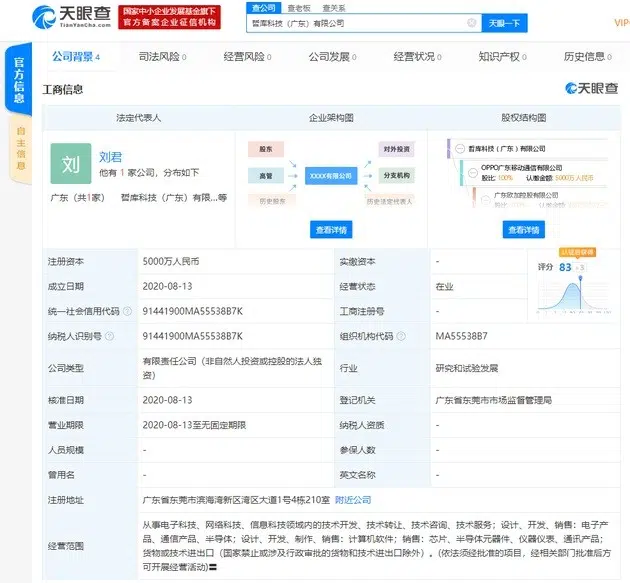 天眼查
TianYanCha.com
国家中小企业发展基金旗下
官方备案企业征信机构
查公司 查老板 查关系
哲库科技（广东）有限公司
天眼一下
VIP
官方信息
自主信息
公司背景 4 司法风险 0 经营风险 0 公司发展 0 经营状况 0 知识产权 0 历史信息 0
工商信息
天眼查
法定代表人 企业架构图 股权结构图
刘
刘君
他有 1 家公司，分布如下
广东（共1家） 哲库科技（广东）有限...等
股东 对外投资
高管 XXXX有限公司 分支机构
历史股东 历史法定代表人
查看详情
哲库科技（广东）有限公司
OPPO广东移动通信有限公司
股比：100% 认缴金额：5000万人民币
广东欧加控股有限公司
查看详情
注册资本 5000万人民币 实缴资本 -
评分 83
成立日期 2020-08-13 经营状态 在业
统一社会信用代码 91441900MA55538B7K 工商注册号 -
纳税人识别号 91441900MA55538B7K 组织机构代码 MA55538B7
公司类型 有限责任公司（非自然人投资或控股的法人独
资） 行业 研究和试验发展
核准日期 2020-08-13 登记机关 广东省东莞市市场监督管理局
营业期限 2020-08-13至无固定期限 纳税人资质 -
人员规模 - 参保人数 -
曾用名 - 英文名称 -
注册地址 广东省东莞市滨海湾新区湾区大道1号4栋210室 附近公司
经营范围 从事电子科技、网络科技、信息科技领域内的技术开发、技术转让、技术咨询、技术服务；设计、开发、销售：电子产
品、通信产品、半导体；设计、开发、制作、销售：计算机软件；销售：芯片、半导体元器件、仪器仪表、通讯产品；
货物或技术进出口（国家禁止或涉及行政审批的货物和技术进出口除外）。(依法须经批准的项目，经相关部门批准后方
可开展经营活动)